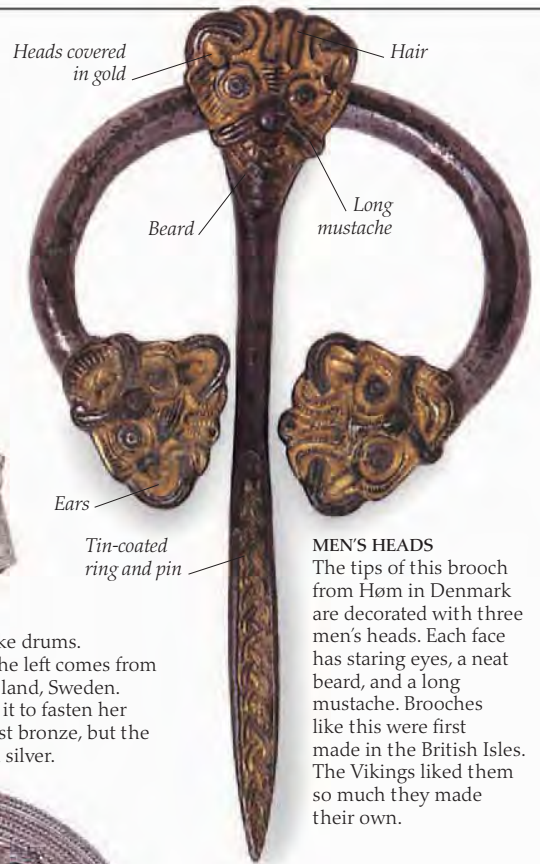 Heads covered
in gold
Hair
Beard
Long
mustache
Ears
Tin-coated
ring and pin
MEN'S HEADS
The tips of this brooch
from Høm in Denmark
are decorated with three
men's heads. Each face
has staring eyes, a neat
beard, and a long
mustache. Brooches
like this were first
made in the British Isles.
The Vikings liked them
so much they made
their own.
drums.
left comes from
land, Sweden.
it to fasten her
bronze, but the
silver.